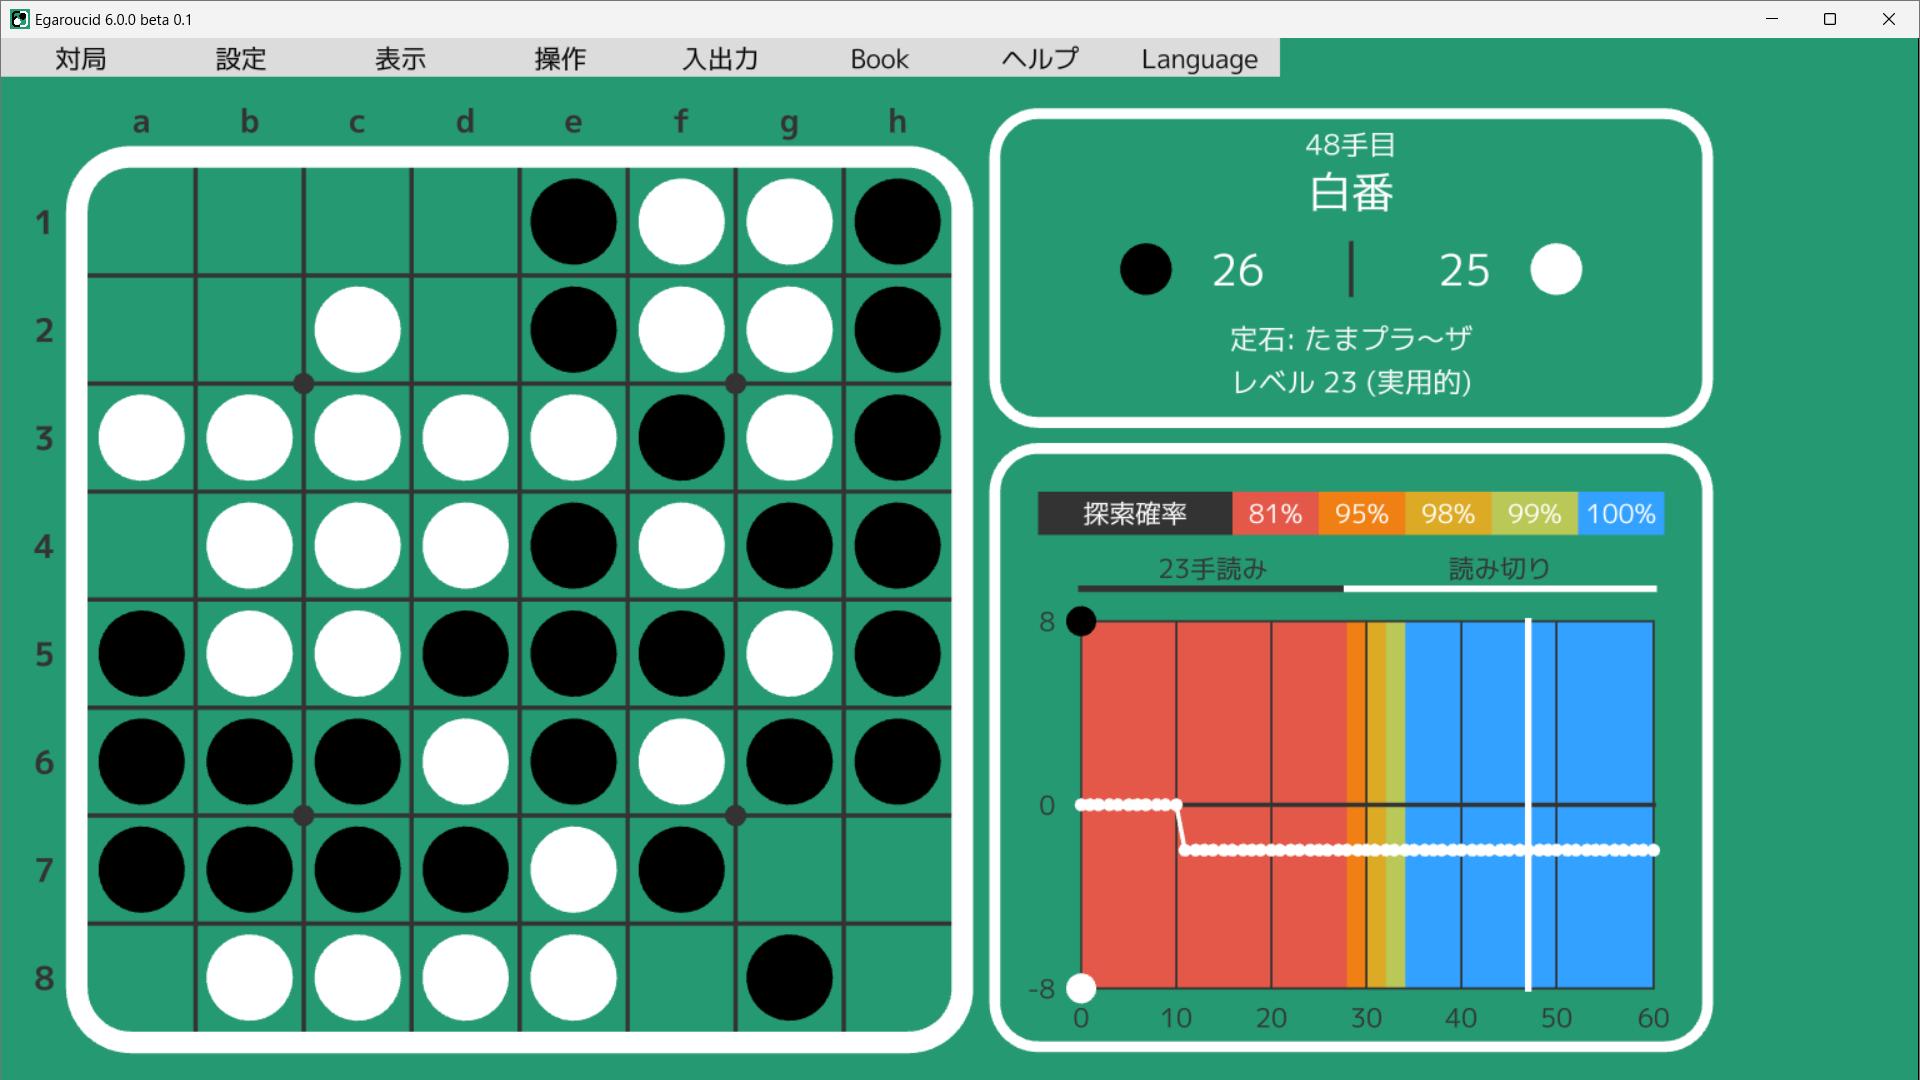 Egaroucid 6.0.0 beta 0.1
対局 設定 表示 操作 入出力 Book ヘルプ Language
a b c d e f g h
1
2
3
4
5
6
7
8
48手目
白番
26 25
定石: たまプラ～ザ
レベル 23 (実用的)
探索確率 81% 95% 98% 99% 100%
23手読み 読み切り
8
0
-8
0 10 20 30 40 50 60